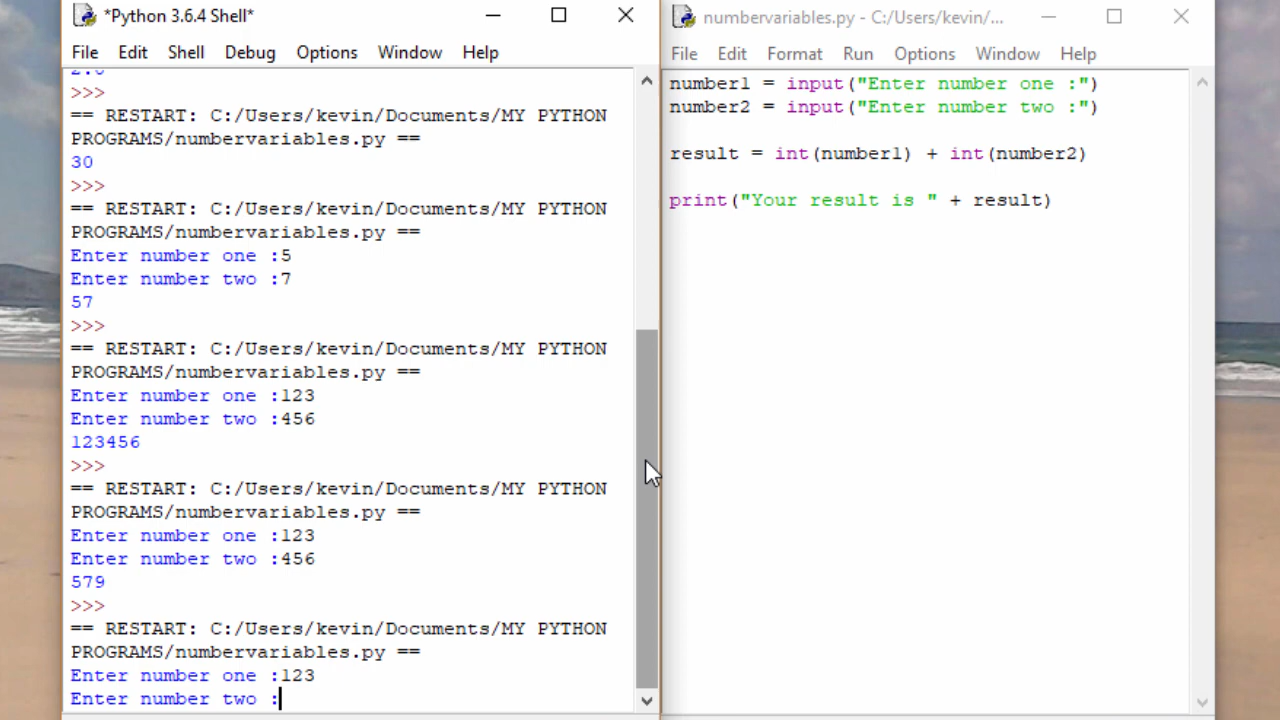 *Python 3.6.4 Shell*
File Edit Shell Debug Options Window Help
>>>
== RESTART: C:/Users/kevin/Documents/MY PYTHON
PROGRAMS/numbervariables.py ==
30
>>>
== RESTART: C:/Users/kevin/Documents/MY PYTHON
PROGRAMS/numbervariables.py ==
Enter number one :5
Enter number two :7
57
>>>
== RESTART: C:/Users/kevin/Documents/MY PYTHON
PROGRAMS/numbervariables.py ==
Enter number one :123
Enter number two :456
123456
>>>
== RESTART: C:/Users/kevin/Documents/MY PYTHON
PROGRAMS/numbervariables.py ==
Enter number one :123
Enter number two :456
579
>>>
== RESTART: C:/Users/kevin/Documents/MY PYTHON
PROGRAMS/numbervariables.py ==
Enter number one :123
Enter number two :
numbervariables.py - C:/Users/kevin/...
File Edit Format Run Options Window Help
number1 = input("Enter number one :")
number2 = input("Enter number two :")
result = int(number1) + int(number2)
print("Your result is " + result)